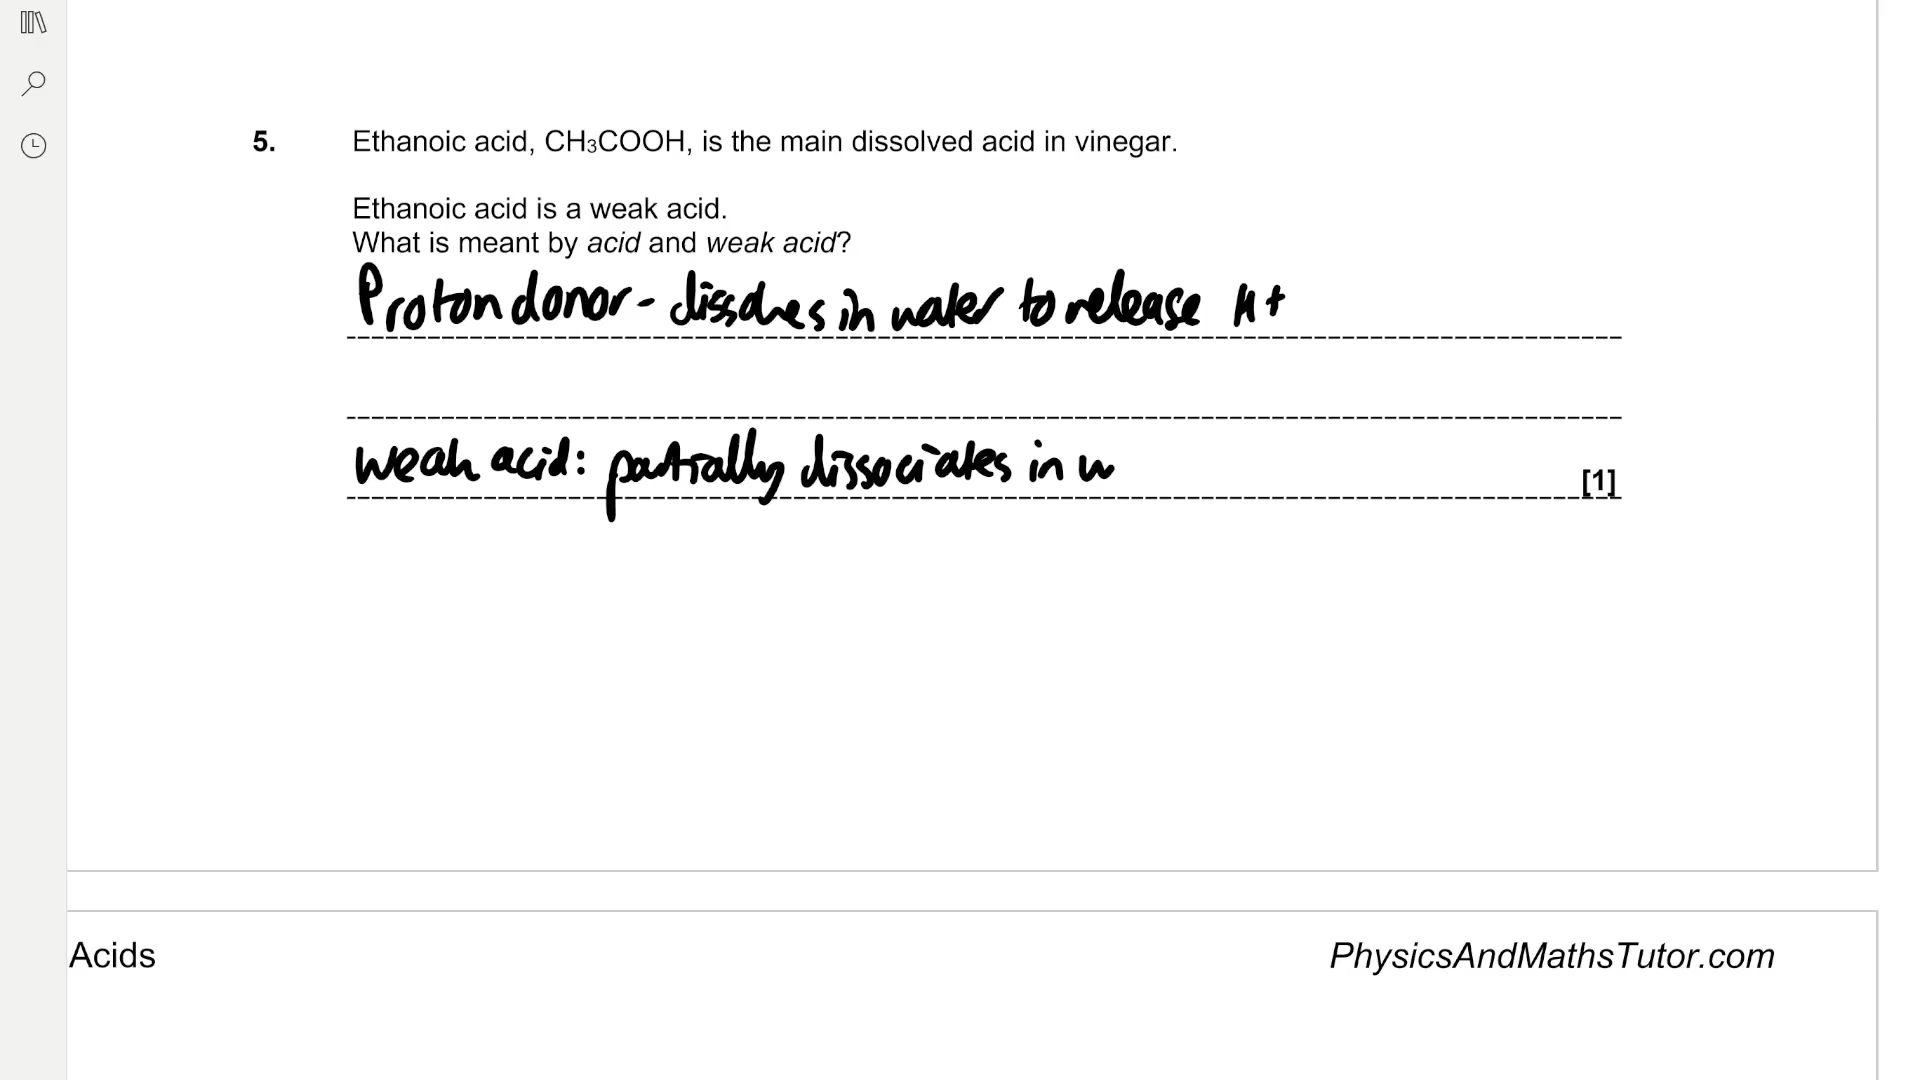 5. Ethanoic acid, CH₃COOH, is the main dissolved acid in vinegar.
Ethanoic acid is a weak acid.
What is meant by acid and weak acid?
Proton donor - dissolves in water to release H+
weak acid: partially dissociates in w
[1]
Acids
PhysicsAndMathsTutor.com